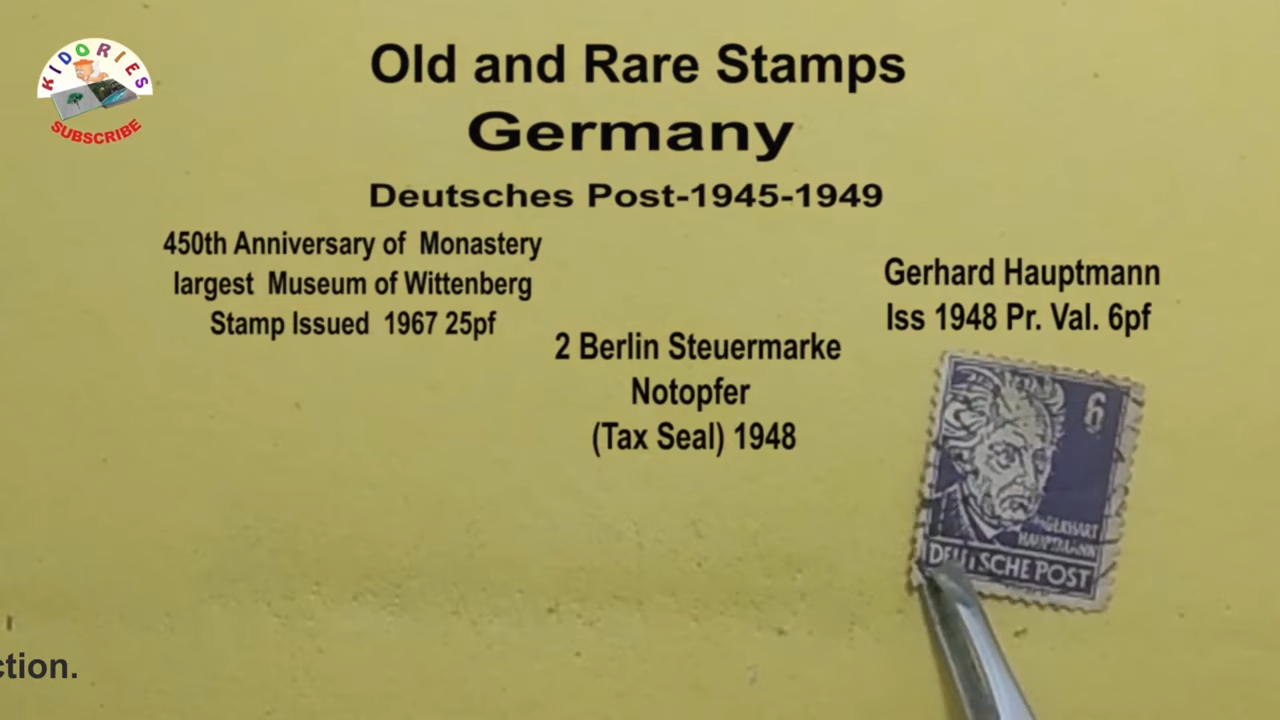 KIDORIES
SUBSCRIBE
Old and Rare Stamps
Germany
Deutsches Post-1945-1949
450th Anniversary of Monastery
largest Museum of Wittenberg
Stamp Issued 1967 25pf
2 Berlin Steuermarke
Notopfer
(Tax Seal) 1948
Gerhard Hauptmann
Iss 1948 Pr. Val. 6pf
6
GERHART
HAUPTMANN
DEUTSCHE POST
ction.